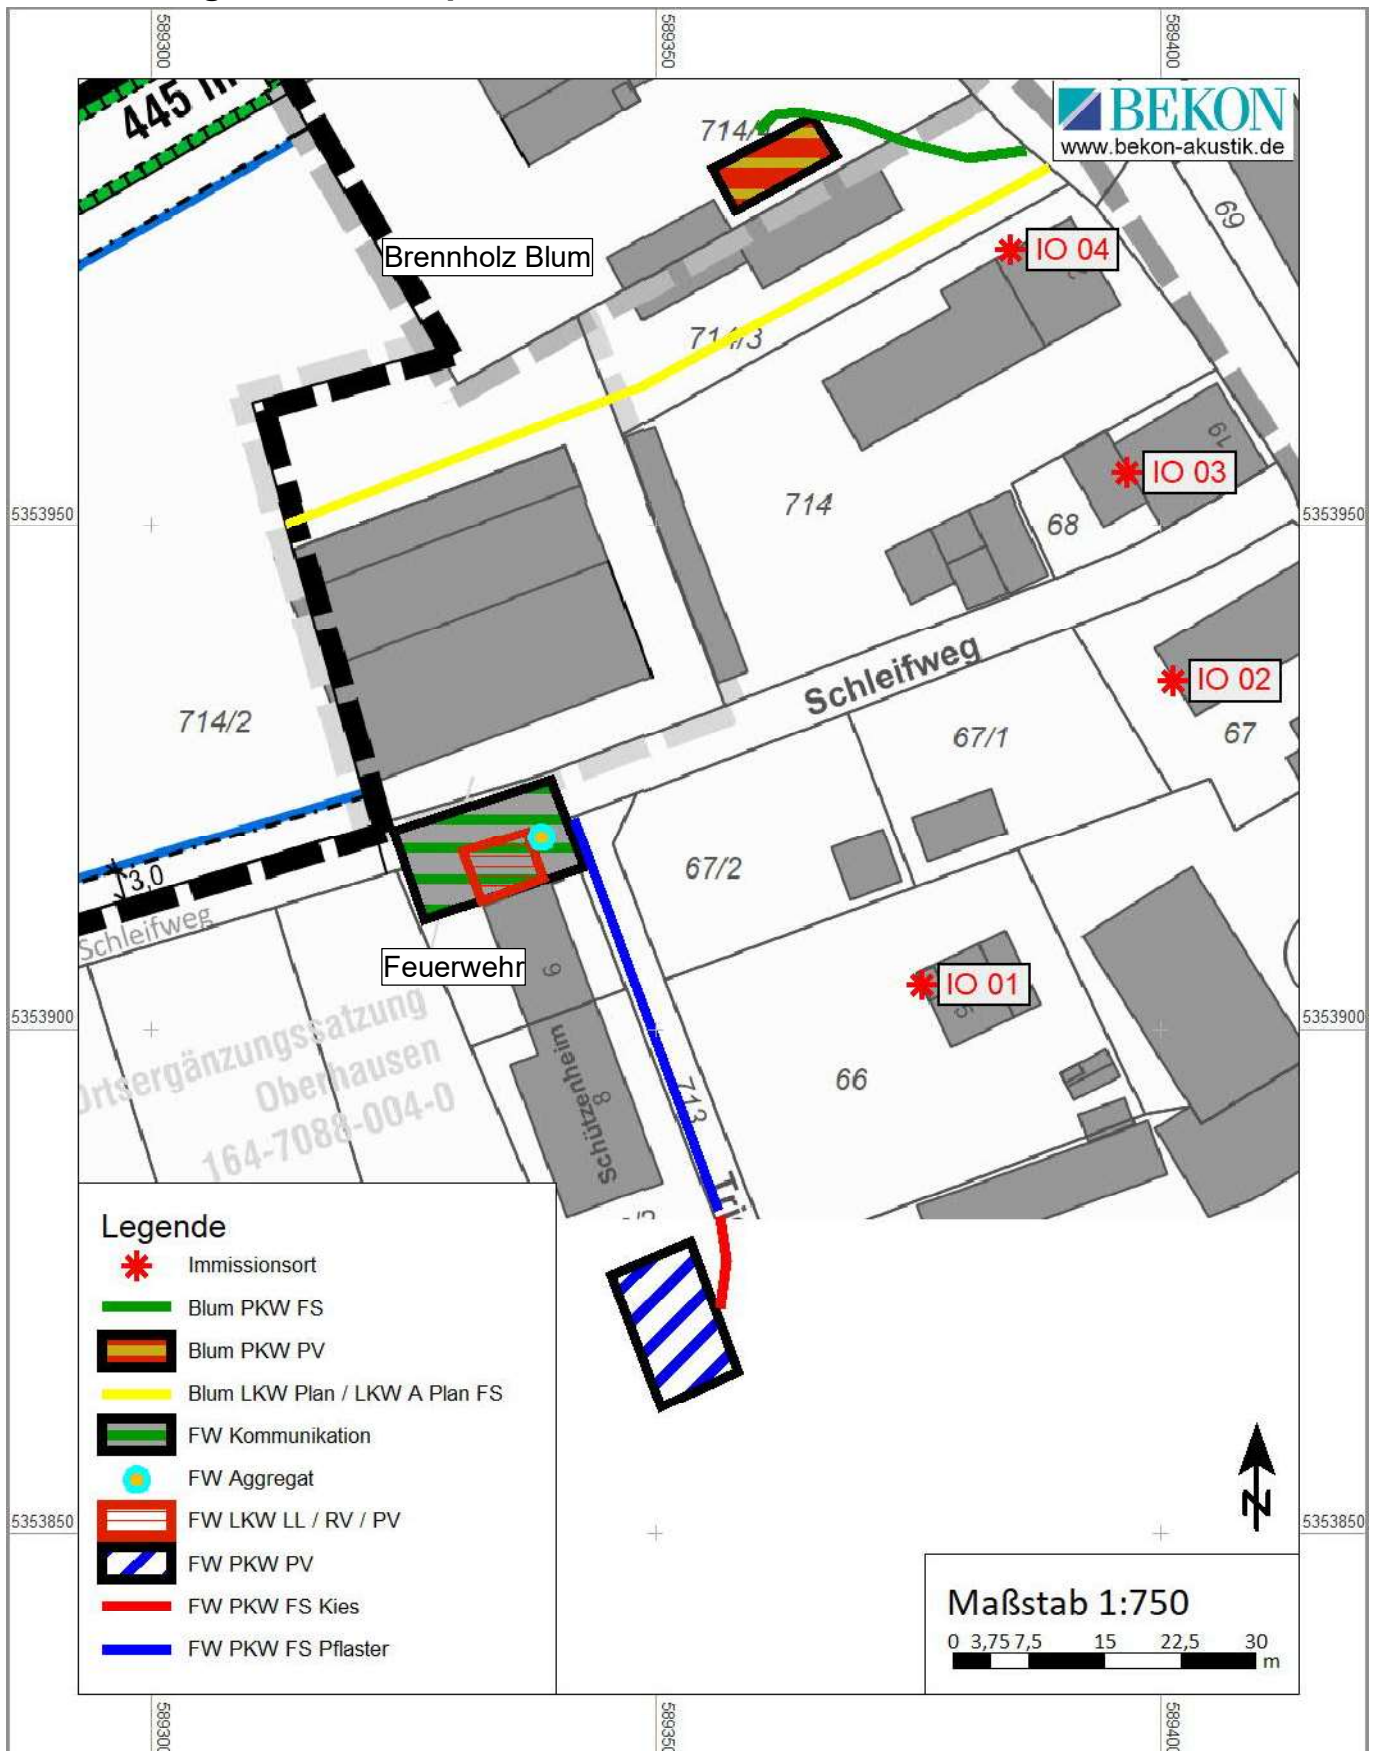 589300
589350
589400
445 m
BEKON
www.bekon-akustik.de
714/
69
Brennholz Blum
IO 04
714/3
19
IO 03
5353950
5353950
714
68
Schleifweg
IO 02
714/2
67/1
67
3,0
67/2
Schleifweg
Feuerwehr
9
IO 01
5353900
5353900
Ortsergänzungssatzung
Oberhausen
164-7088-004-0
Schützenheim
8
713
66
Legende
Immissionsort
Blum PKW FS
Blum PKW PV
Blum LKW Plan / LKW A Plan FS
FW Kommunikation
FW Aggregat
FW LKW LL / RV / PV
FW PKW PV
FW PKW FS Kies
FW PKW FS Pflaster
N
5353850
5353850
Maßstab 1:750
0 3,75 7,5 15 22,5 30
m
589300
589350
589400